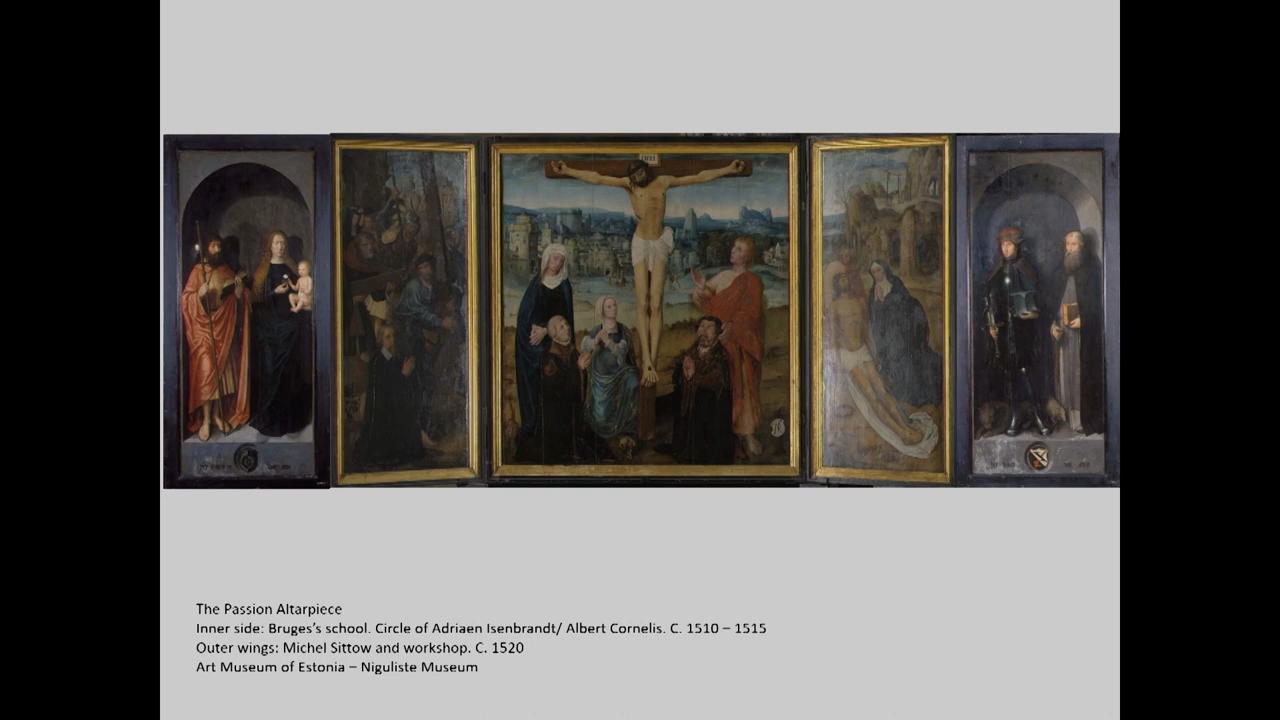 The Passion Altarpiece
Inner side: Bruges's school. Circle of Adriaen Isenbrandt/ Albert Cornelis. C. 1510 – 1515
Outer wings: Michel Sittow and workshop. C. 1520
Art Museum of Estonia – Niguliste Museum